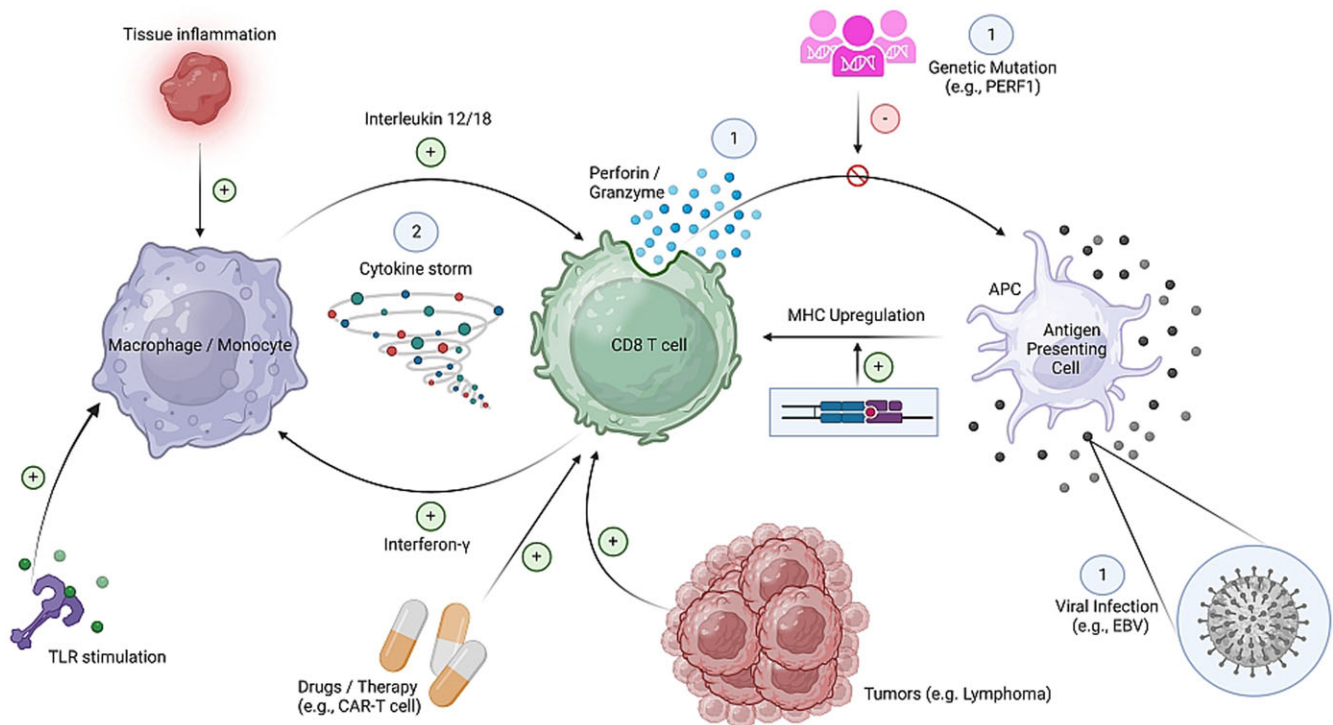 Tissue inflammation
+
Interleukin 12/18
+
1
Perforin /
Granzyme
1
Genetic Mutation
(e.g., PERF1)
-
2
Cytokine storm
Macrophage / Monocyte
CD8 T cell
MHC Upregulation
+
APC
Antigen
Presenting
Cell
+
TLR stimulation
+
Interferon-γ
+
Drugs / Therapy
(e.g., CAR-T cell)
+
Tumors (e.g. Lymphoma)
1
Viral Infection
(e.g., EBV)